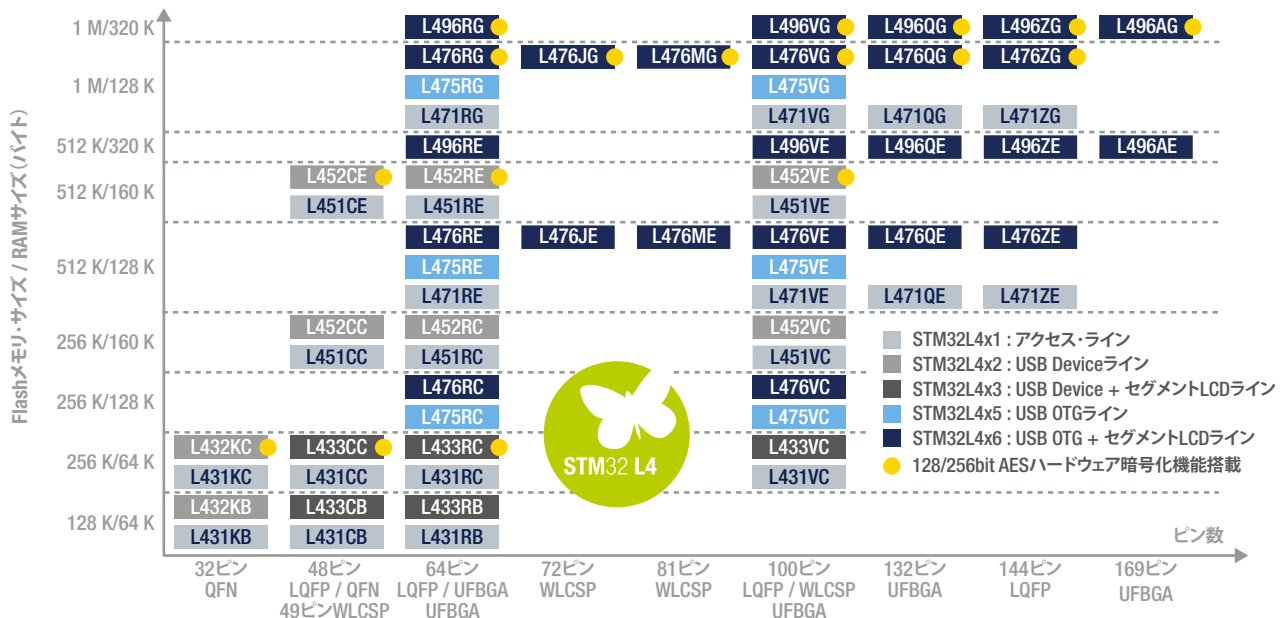 Flashメモリ・サイズ / RAMサイズ（バイト）
1 M/320 K
L496RG
L496VG
L496QG
L496ZG
L496AG
1 M/128 K
L476RG
L476JG
L476MG
L476VG
L476QG
L476ZG
L475RG
L475VG
L471RG
L471VG
L471QG
L471ZG
512 K/320 K
L496RE
L496VE
L496QE
L496ZE
L496AE
512 K/160 K
L452CE
L452RE
L452VE
L451CE
L451RE
L451VE
512 K/128 K
L476RE
L476JE
L476ME
L476VE
L476QE
L476ZE
L475RE
L475VE
L471RE
L471VE
L471QE
L471ZE
256 K/160 K
L452CC
L452RC
L452VC
L451CC
L451RC
L451VC
256 K/128 K
L476RC
L476VC
L475RC
L475VC
256 K/64 K
L432KC
L433CC
L433RC
L433VC
L431KC
L431CC
L431RC
L431VC
128 K/64 K
L432KB
L433CB
L433RB
L431KB
L431CB
L431RB
STM32 L4
STM32L4x1 : アクセス・ライン
STM32L4x2 : USB Deviceライン
STM32L4x3 : USB Device + セグメントLCDライン
STM32L4x5 : USB OTGライン
STM32L4x6 : USB OTG + セグメントLCDライン
128/256bit AESハードウェア暗号化機能搭載
ピン数
32ピン
QFN
48ピン
LQFP / QFN
49ピンWLCSP
64ピン
LQFP / UFBGA
UFBGA
72ピン
WLCSP
81ピン
WLCSP
100ピン
LQFP / WLCSP
UFBGA
132ピン
UFBGA
144ピン
LQFP
169ピン
UFBGA